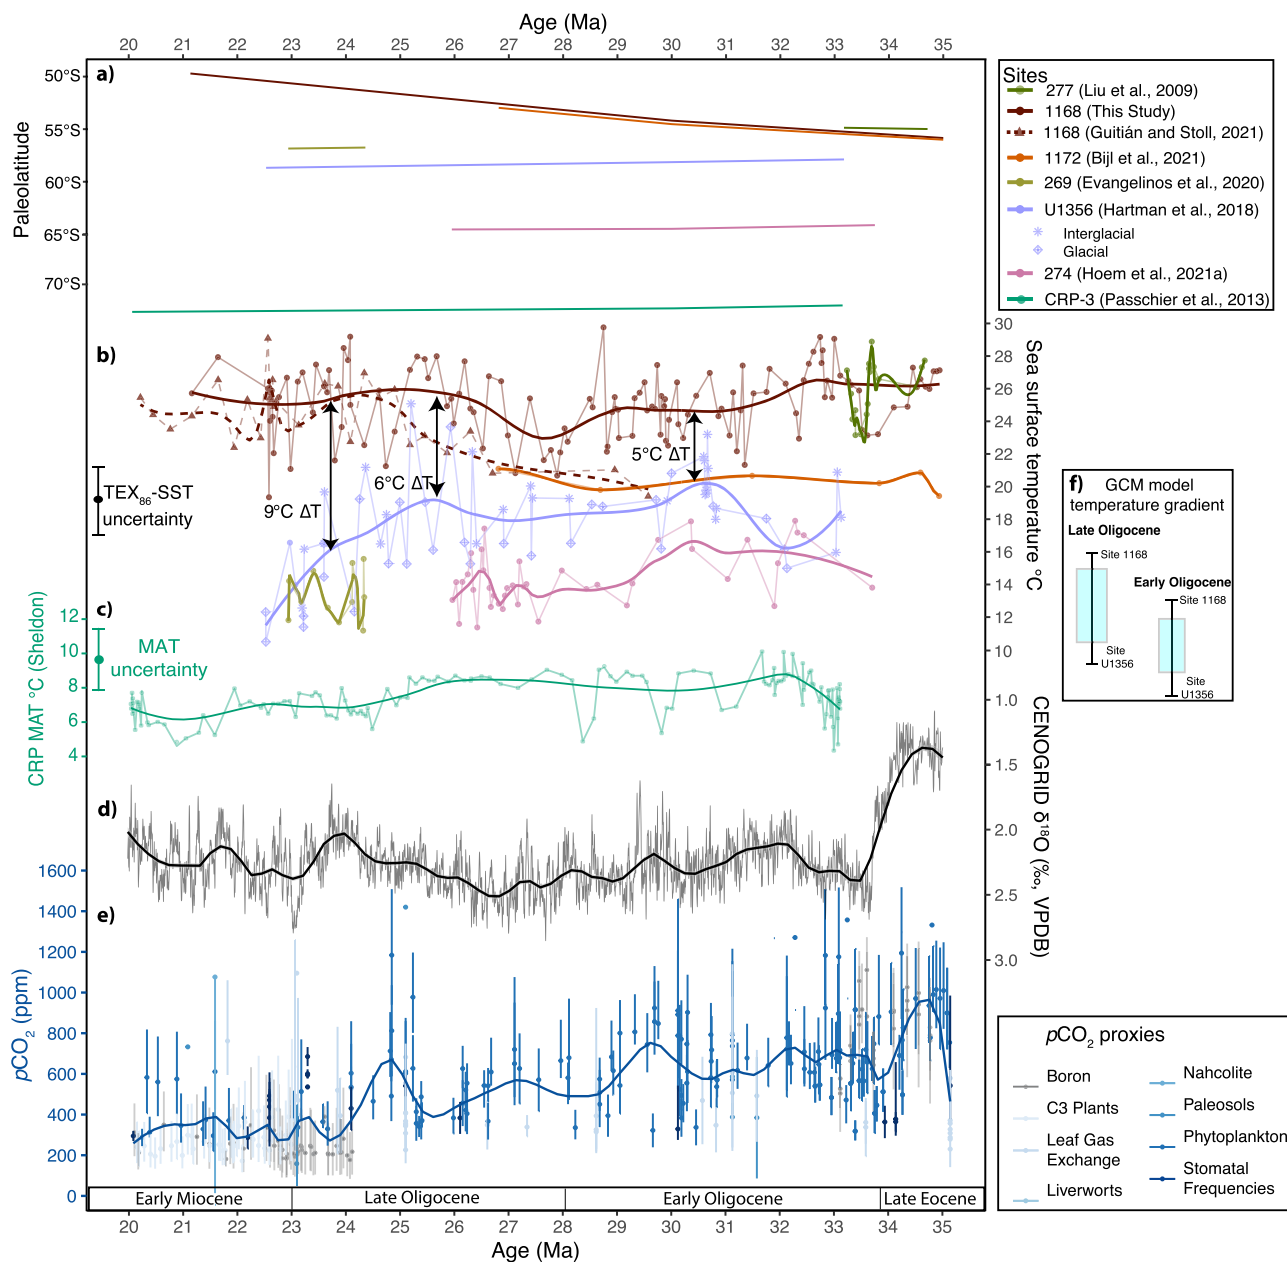 Age (Ma)
20 21 22 23 24 25 26 27 28 29 30 31 32 33 34 35
a)
50°S
55°S
60°S
65°S
70°S
Paleolatitude
Sites
277 (Liu et al., 2009)
1168 (This Study)
1168 (Guitián and Stoll, 2021)
1172 (Bijl et al., 2021)
269 (Evangelinos et al., 2020)
U1356 (Hartman et al., 2018)
Interglacial
Glacial
274 (Hoem et al., 2021a)
CRP-3 (Passchier et al., 2013)
b)
30
28
26
24
22
20
18
16
14
12
10
Sea surface temperature °C
5°C ΔT
6°C ΔT
9°C ΔT
TEX86-SST
uncertainty
f)
GCM model
temperature gradient
Late Oligocene
Site 1168
Early Oligocene
Site 1168
Site
U1356
Site
U1356
c)
12
10
8
6
4
CRP MAT °C (Sheldon)
MAT
uncertainty
d)
1.0
1.5
2.0
2.5
3.0
CENOGRID δ18O (‰, VPDB)
e)
1600
1400
1200
1000
800
600
400
200
0
pCO2 (ppm)
pCO2 proxies
Boron
C3 Plants
Leaf Gas
Exchange
Liverworts
Nahcolite
Paleosols
Phytoplankton
Stomatal
Frequencies
Early Miocene
Late Oligocene
Early Oligocene
Late Eocene
20 21 22 23 24 25 26 27 28 29 30 31 32 33 34 35
Age (Ma)